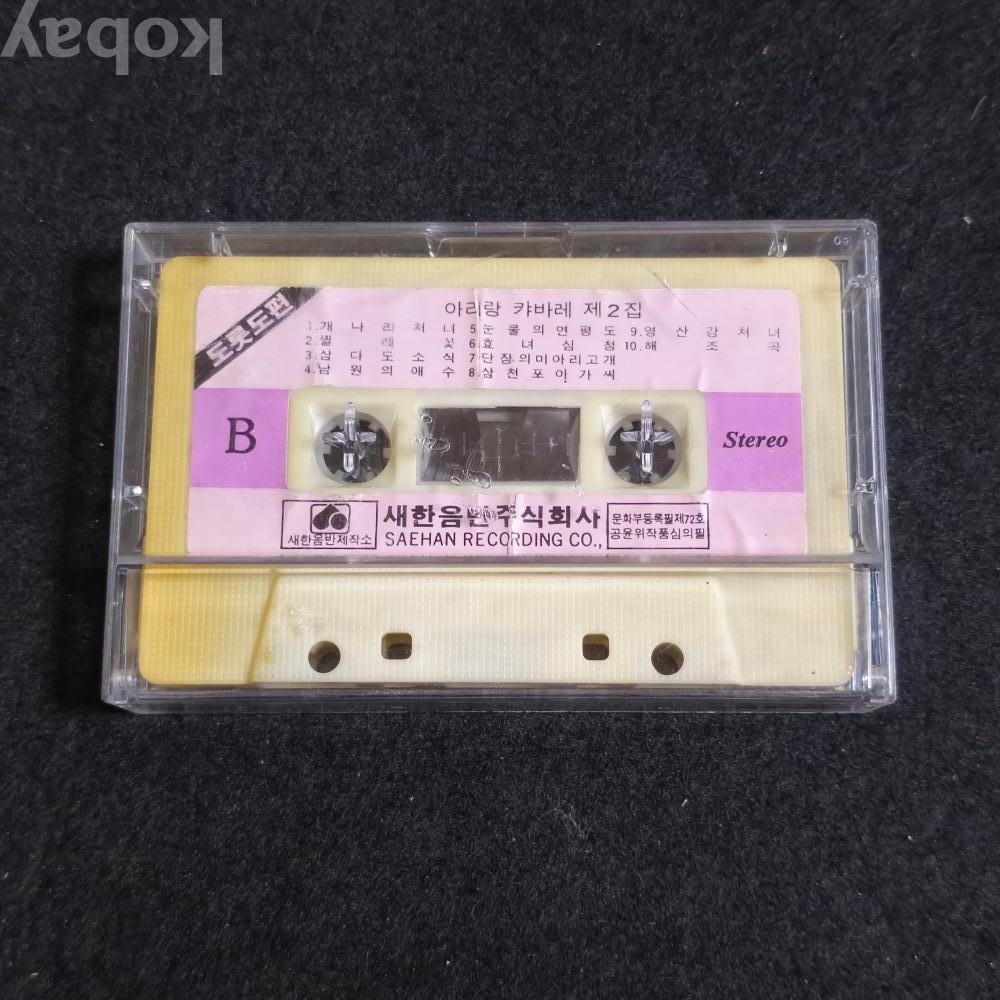 kobay
아리랑 캬바레 제2집
도롯도편
1.개나리처녀 5.눈물의연평도 9.영산강처녀
2.찔레꽃 6.효녀심청 10.해조곡
3.삼다도소식 7.단장의미아리고개
4.남원의애수 8.삼천포아가씨
B
Stereo
새한음반제작소
새한음반주식회사
SAEHAN RECORDING CO.,
문화부등록필제72호
공윤위작품심의필